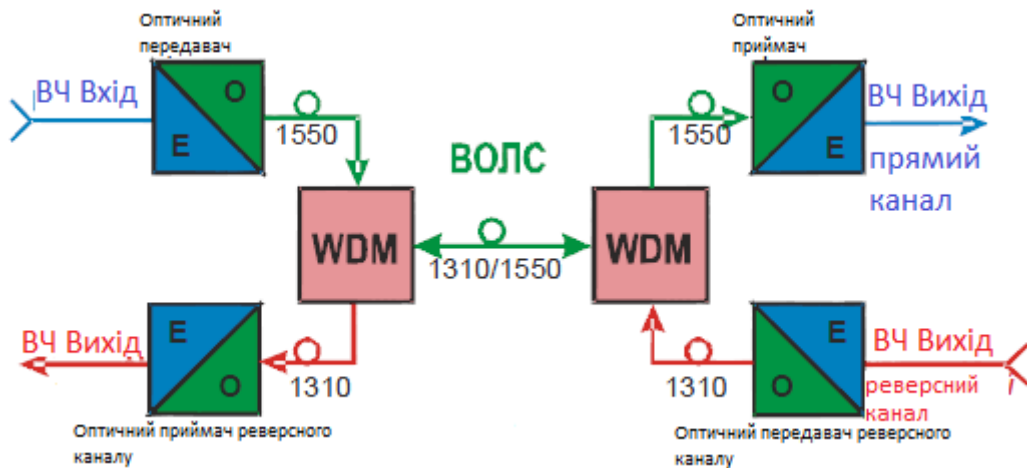 Оптичний
передавач
Оптичний
приймач
ВЧ Вхід
O
E
1550
1550
O
E
ВЧ Вихід
прямий
канал
ВОЛС
WDM
1310/1550
WDM
ВЧ Вихід
E
O
1310
1310
E
O
ВЧ Вихід
реверсний
канал
Оптичний приймач реверсного
каналу
Оптичний передавач реверсного
каналу